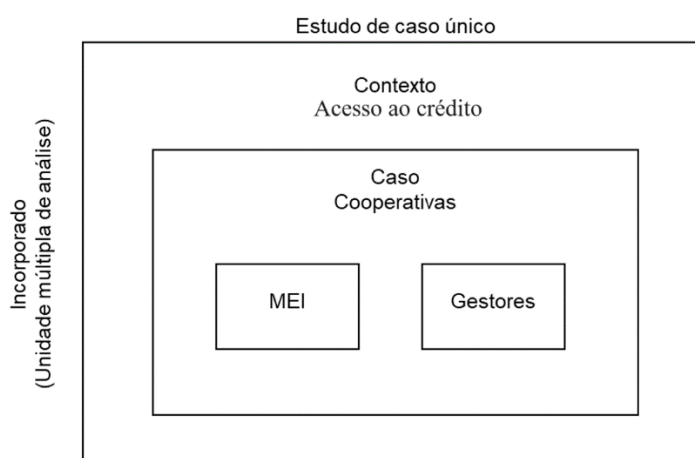 Estudo de caso único
Contexto
Acesso ao crédito
Caso
Cooperativas
MEI
Gestores
Incorporado
(Unidade múltipla de análise)